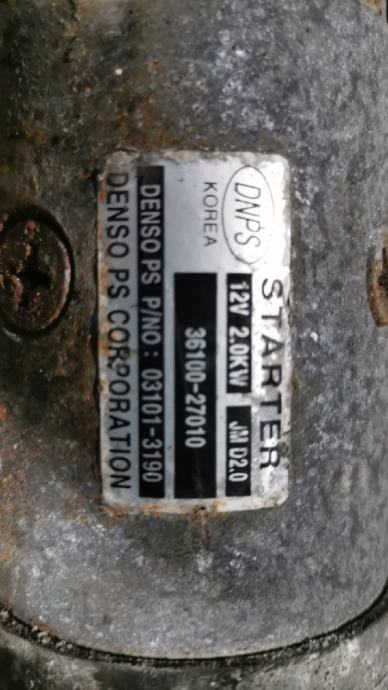 STARTER
DNPS
KOREA
12V 2.0KW JM D2.0
36100-27010
DENSO PS P/NO: 03101-3190
DENSO PS CORPORATION